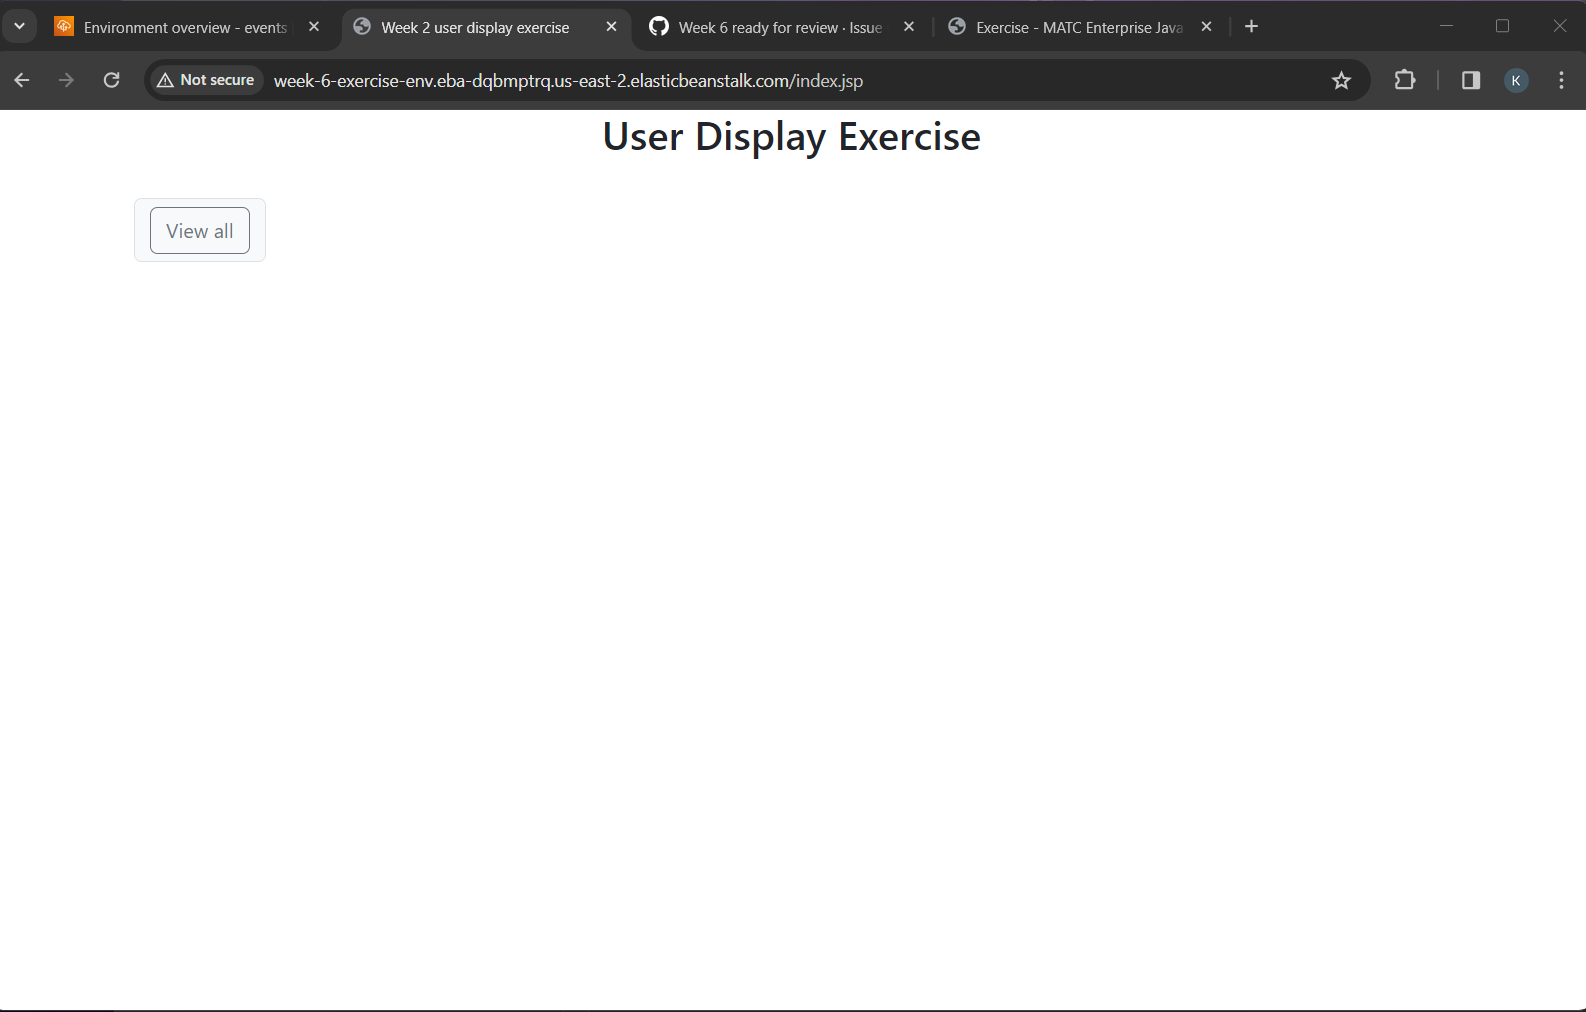 Environment overview - events
Week 2 user display exercise
Week 6 ready for review · Issue
Exercise - MATC Enterprise Java
Not secure
week-6-exercise-env.eba-dqbmptrq.us-east-2.elasticbeanstalk.com/index.jsp
K
User Display Exercise
View all